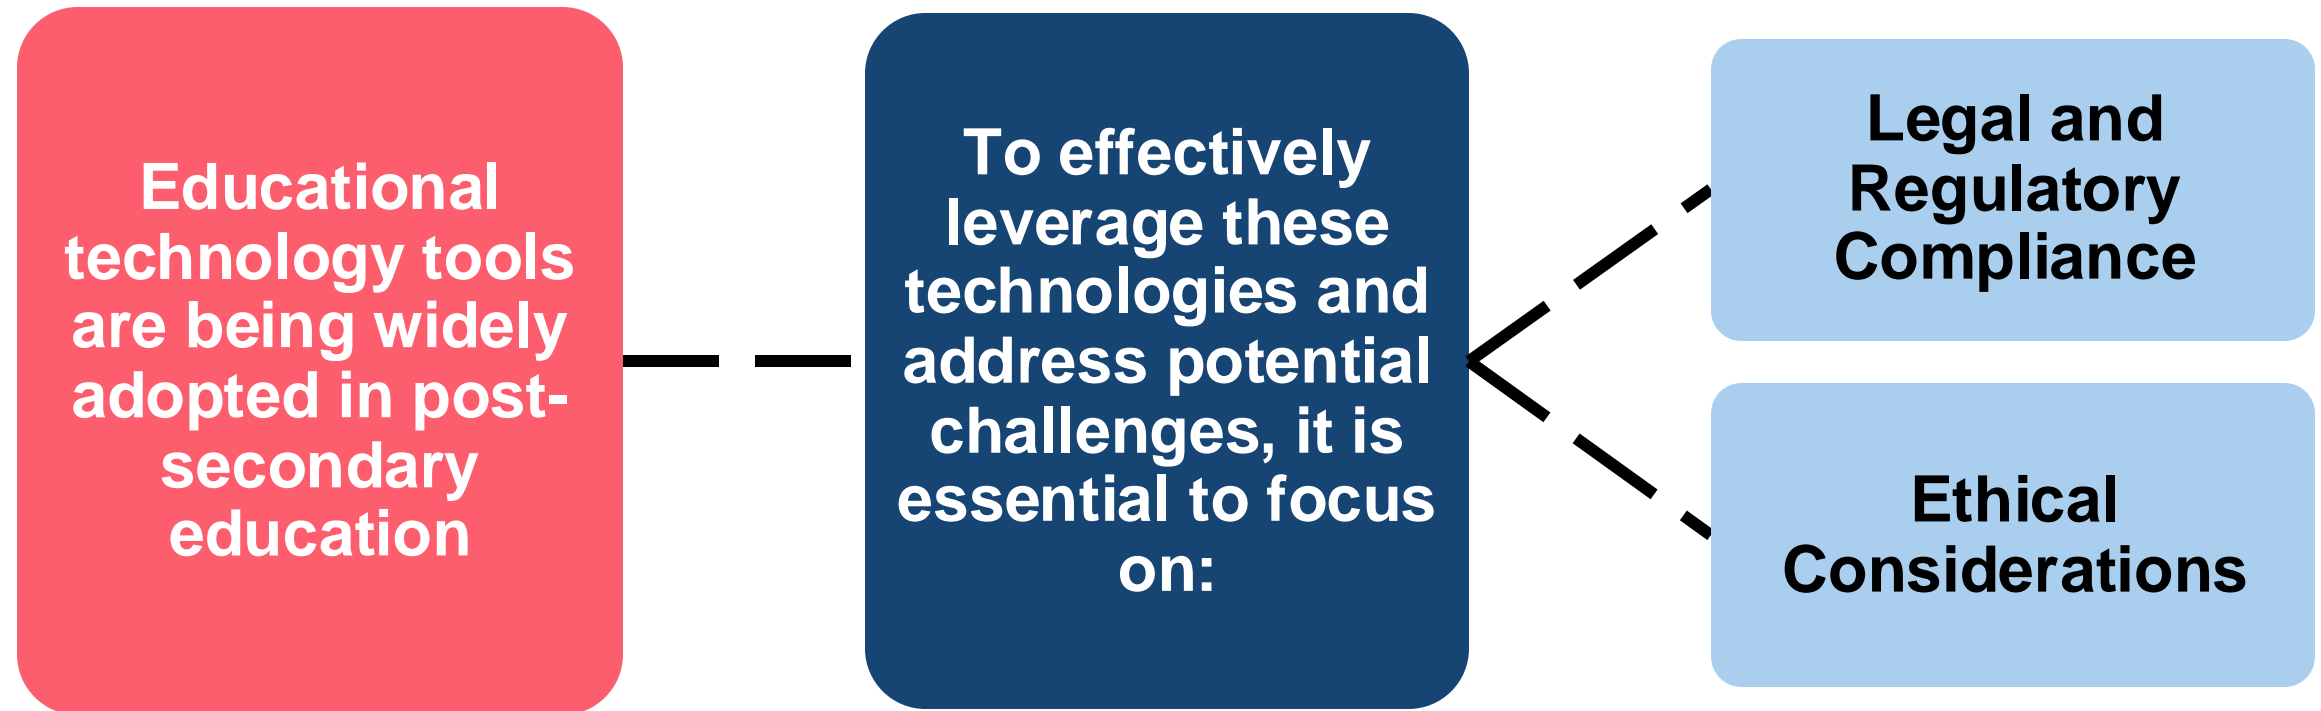 Educational
technology tools
are being widely
adopted in post-
secondary
education
To effectively
leverage these
technologies and
address potential
challenges, it is
essential to focus
on:
Legal and
Regulatory
Compliance
Ethical
Considerations